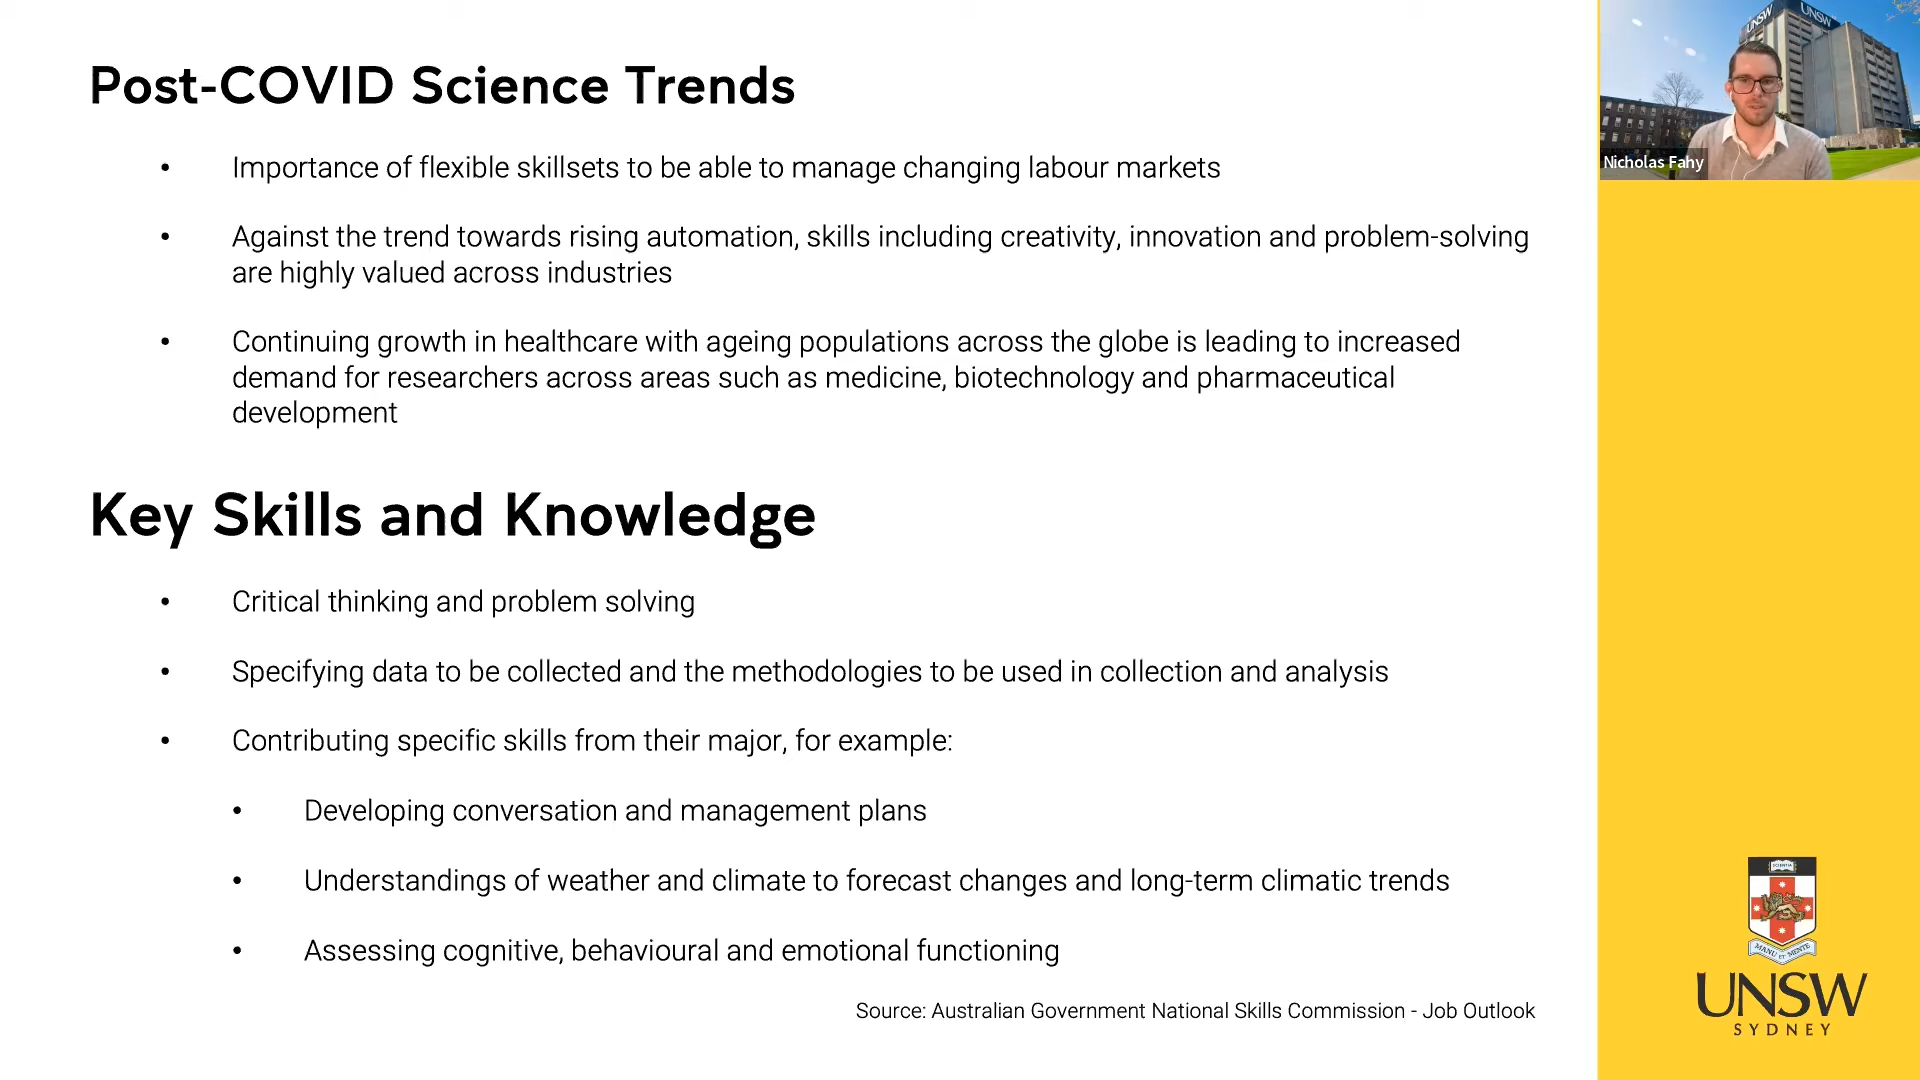 Post-COVID Science Trends
• Importance of flexible skillsets to be able to manage changing labour markets
• Against the trend towards rising automation, skills including creativity, innovation and problem-solving
are highly valued across industries
• Continuing growth in healthcare with ageing populations across the globe is leading to increased
demand for researchers across areas such as medicine, biotechnology and pharmaceutical
development
Key Skills and Knowledge
• Critical thinking and problem solving
• Specifying data to be collected and the methodologies to be used in collection and analysis
• Contributing specific skills from their major, for example:
• Developing conversation and management plans
• Understandings of weather and climate to forecast changes and long-term climatic trends
• Assessing cognitive, behavioural and emotional functioning
Source: Australian Government National Skills Commission - Job Outlook
UNSW
UNSW
Nicholas Fahy
SCIENTIA
MANU ET MENTE
UNSW
SYDNEY